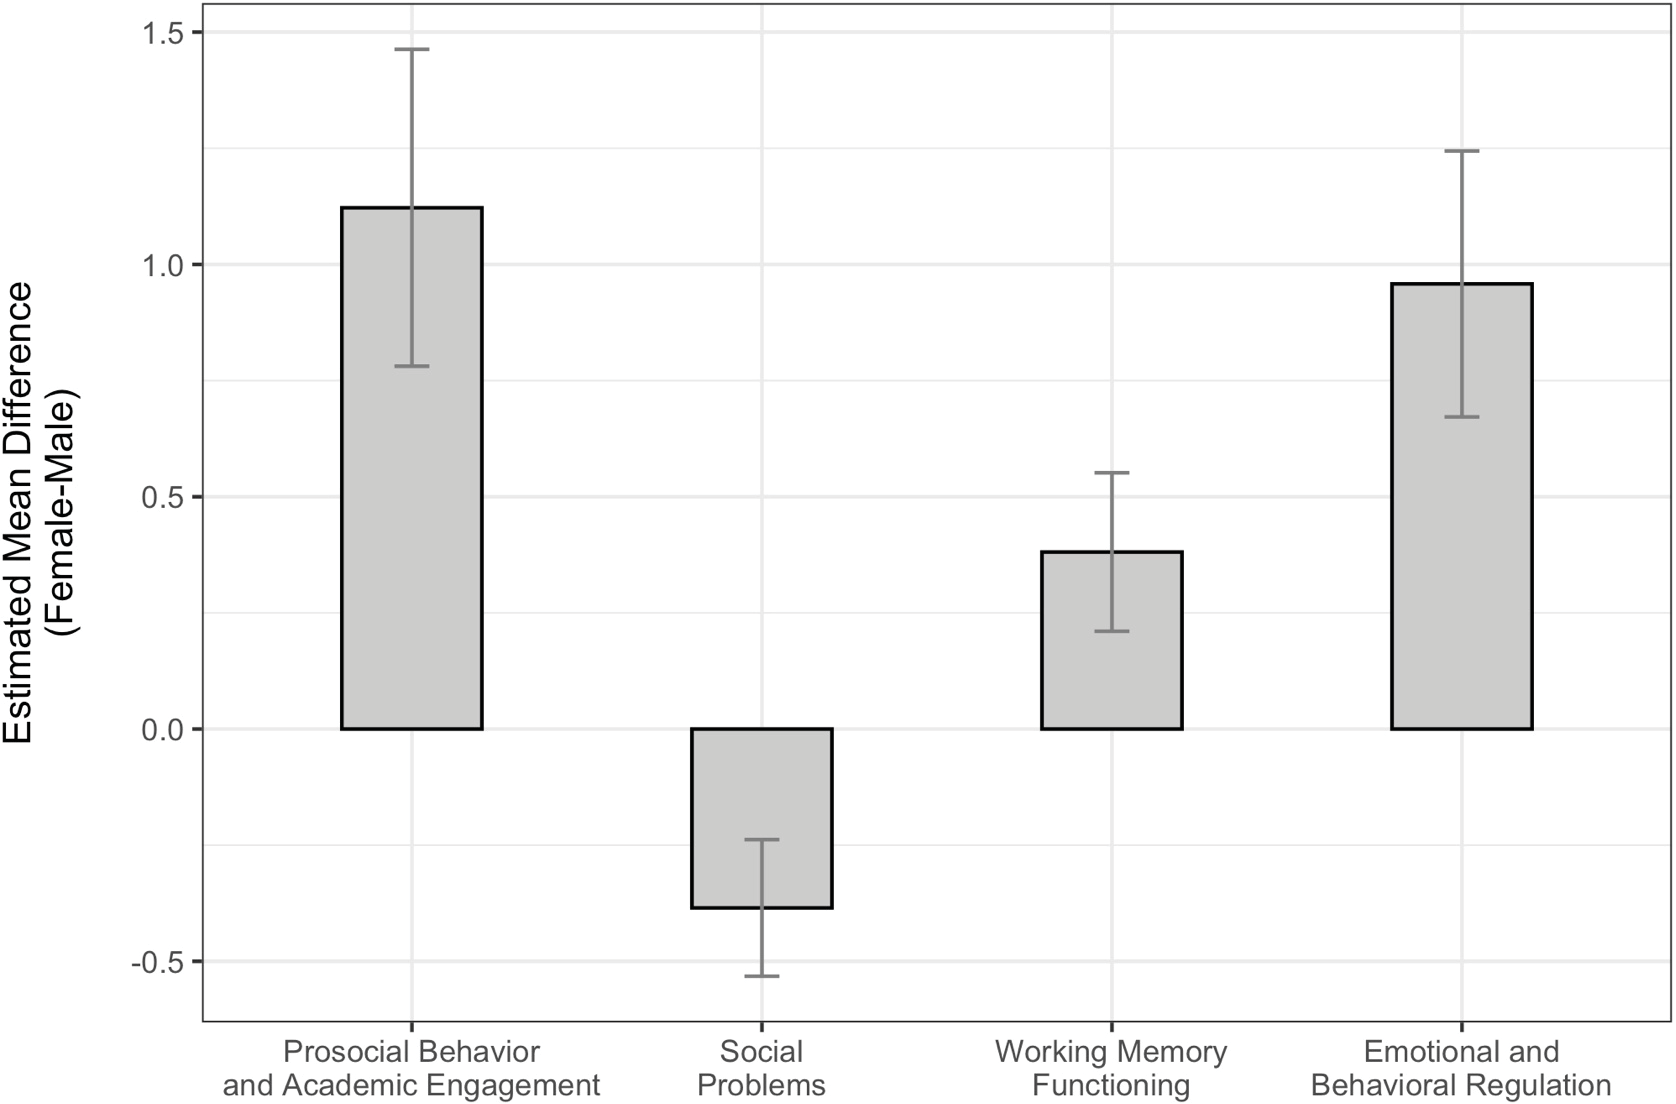 Estimated Mean Difference
(Female-Male)
1.5
1.0
0.5
0.0
-0.5
Prosocial Behavior
and Academic Engagement
Social
Problems
Working Memory
Functioning
Emotional and
Behavioral Regulation